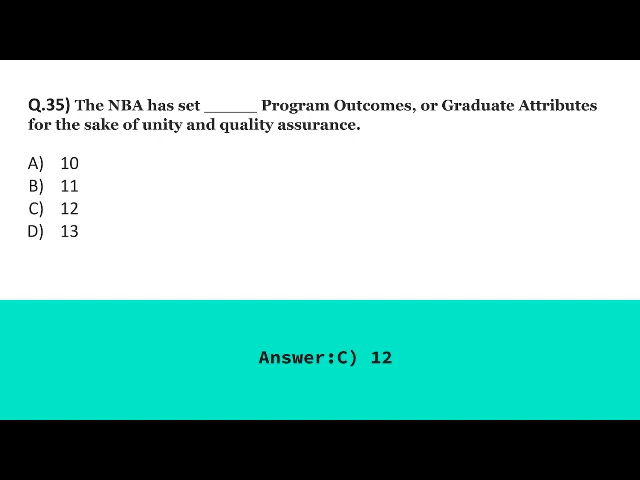 Q.35) The NBA has set _____ Program Outcomes, or Graduate Attributes
for the sake of unity and quality assurance.
A) 10
B) 11
C) 12
D) 13
Answer:C) 12